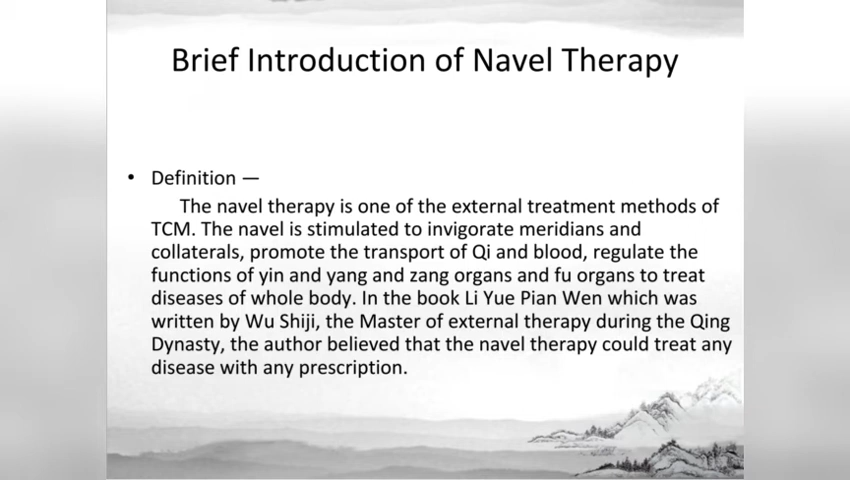 Brief Introduction of Navel Therapy
• Definition —
The navel therapy is one of the external treatment methods of
TCM. The navel is stimulated to invigorate meridians and
collaterals, promote the transport of Qi and blood, regulate the
functions of yin and yang and zang organs and fu organs to treat
diseases of whole body. In the book Li Yue Pian Wen which was
written by Wu Shiji, the Master of external therapy during the Qing
Dynasty, the author believed that the navel therapy could treat any
disease with any prescription.